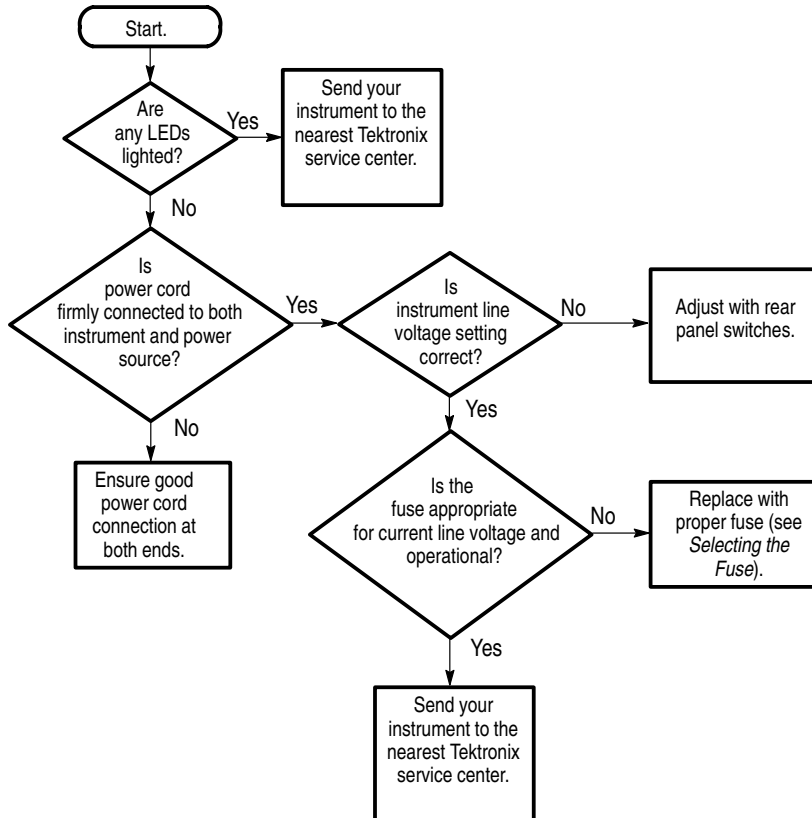 Start.
Are
any LEDs
lighted?
Yes
Send your
instrument to the
nearest Tektronix
service center.
No
Is
power cord
firmly connected to both
instrument and power
source?
Yes
Is
instrument line
voltage setting
correct?
No
Adjust with rear
panel switches.
No
Ensure good
power cord
connection at
both ends.
Yes
Is the
fuse appropriate
for current line voltage and
operational?
No
Replace with
proper fuse (see
Selecting the
Fuse).
Yes
Send your
instrument to the
nearest Tektronix
service center.